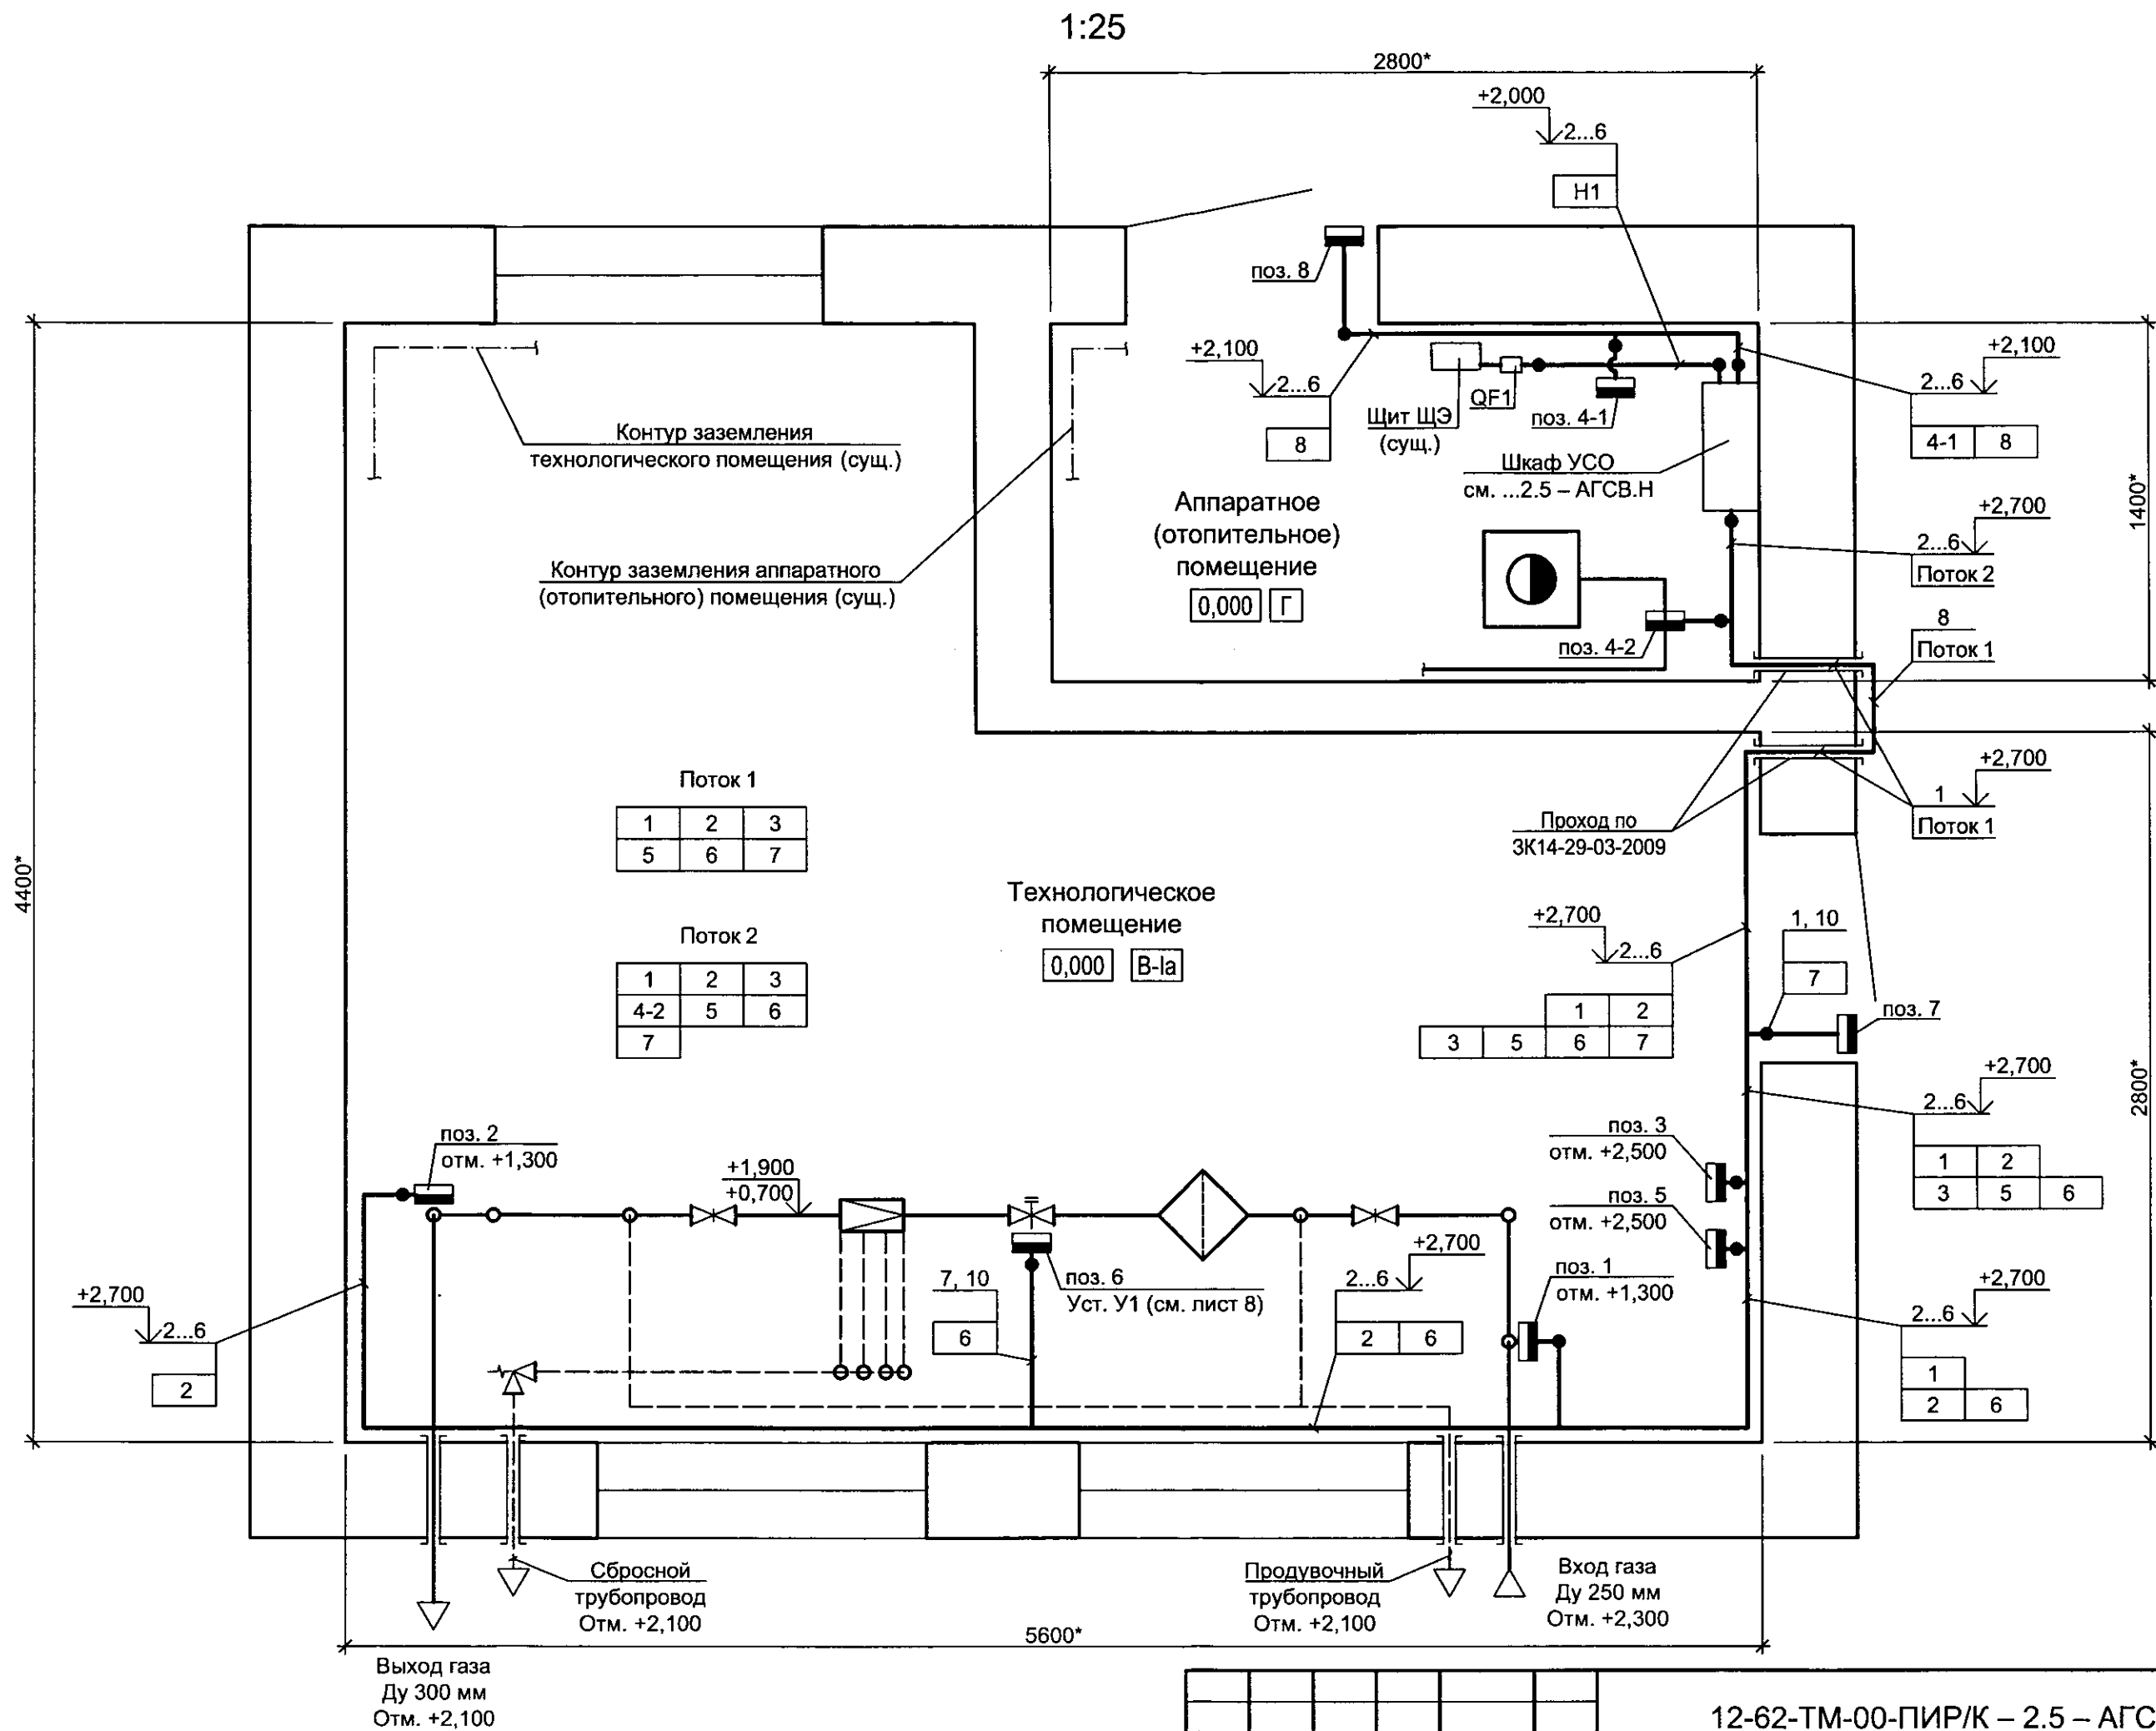 1:25
2800*
+2,000
2...6
Н1
поз. 8
+2,100
2...6
8
Щит ЩЭ
(сущ.)
QF1
поз. 4-1
Шкаф УСО
см. ...2.5 – АГСВ.Н
+2,100
2...6
4-1 8
1400*
+2,700
2...6
Поток 2
8
Поток 1
Контур заземления
технологического помещения (сущ.)
Контур заземления аппаратного
(отопительного) помещения (сущ.)
Аппаратное
(отопительное)
помещение
0,000 Г
поз. 4-2
4400*
Поток 1
1 2 3
5 6 7
Поток 2
1 2 3
4-2 5 6
7
Технологическое
помещение
0,000 В-Iа
Проход по
ЗК14-29-03-2009
+2,700
1
Поток 1
+2,700
2...6
1 2
3 5 6 7
1, 10
7
поз. 7
2800*
+2,700
2...6
1 2
3 5 6
поз. 3
отм. +2,500
поз. 5
отм. +2,500
поз. 2
отм. +1,300
+1,900
+0,700
+2,700
2...6
2
7, 10
6
поз. 6
Уст. У1 (см. лист 8)
+2,700
2...6
2 6
поз. 1
отм. +1,300
+2,700
2...6
1
2 6
Сбросной
трубопровод
Отм. +2,100
Продувочный
трубопровод
Отм. +2,100
Вход газа
Ду 250 мм
Отм. +2,300
5600*
Выход газа
Ду 300 мм
Отм. +2,100
12-62-ТМ-00-ПИР/К – 2.5 – АГС